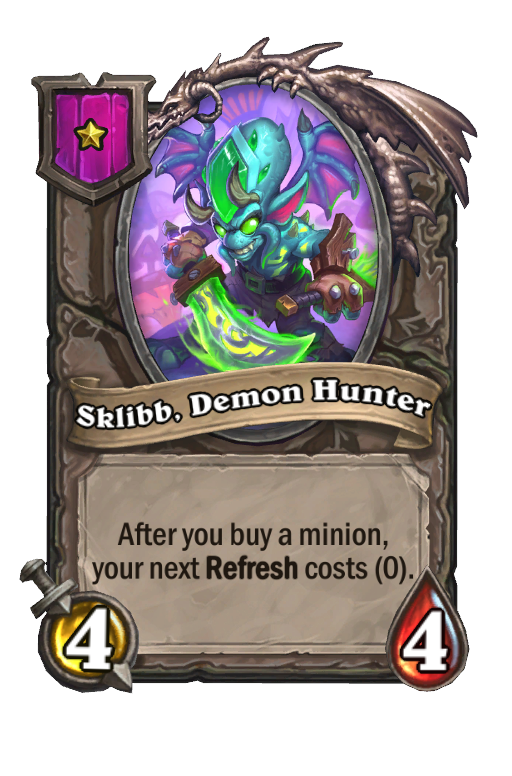 Sklibb, Demon Hunter
After you buy a minion,
your next Refresh costs (0).
4
4